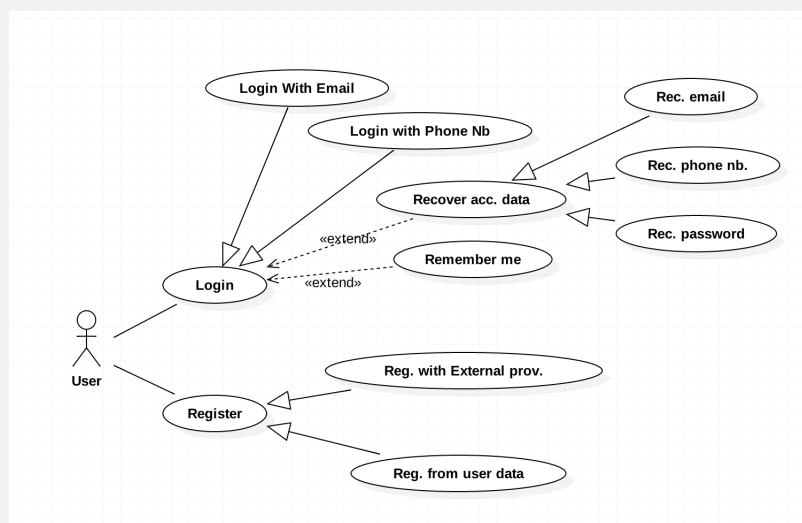 Login With Email
Rec. email
Login with Phone Nb
Rec. phone nb.
Recover acc. data
Rec. password
«extend»
Remember me
«extend»
Login
User
Reg. with External prov.
Register
Reg. from user data